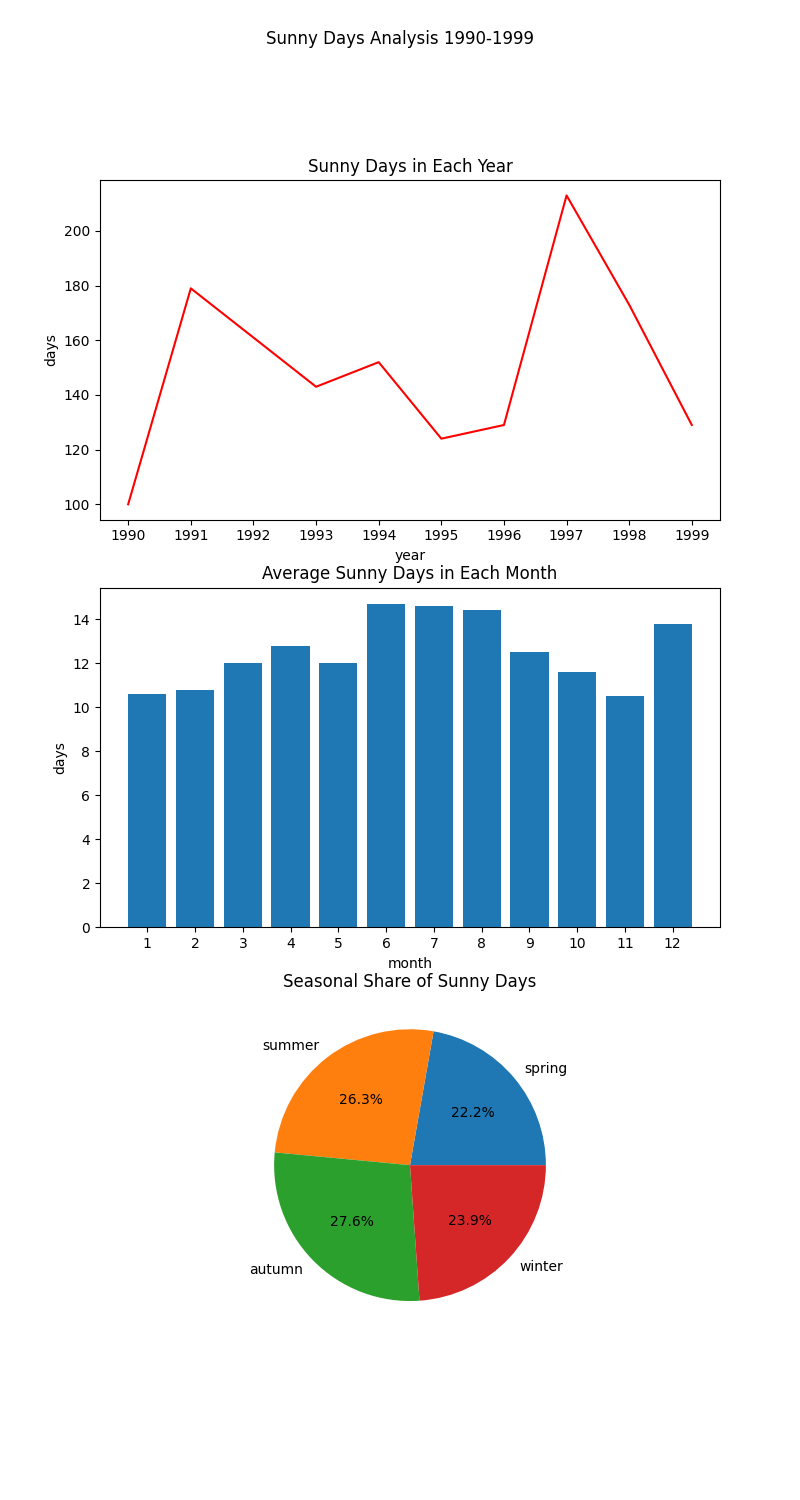 Sunny Days Analysis 1990-1999
Sunny Days in Each Year
200
180
160
140
120
100
days
1990 1991 1992 1993 1994 1995 1996 1997 1998 1999
year
Average Sunny Days in Each Month
14
12
10
8
6
4
2
0
days
1 2 3 4 5 6 7 8 9 10 11 12
month
Seasonal Share of Sunny Days
summer
spring
26.3%
22.2%
27.6%
23.9%
autumn
winter